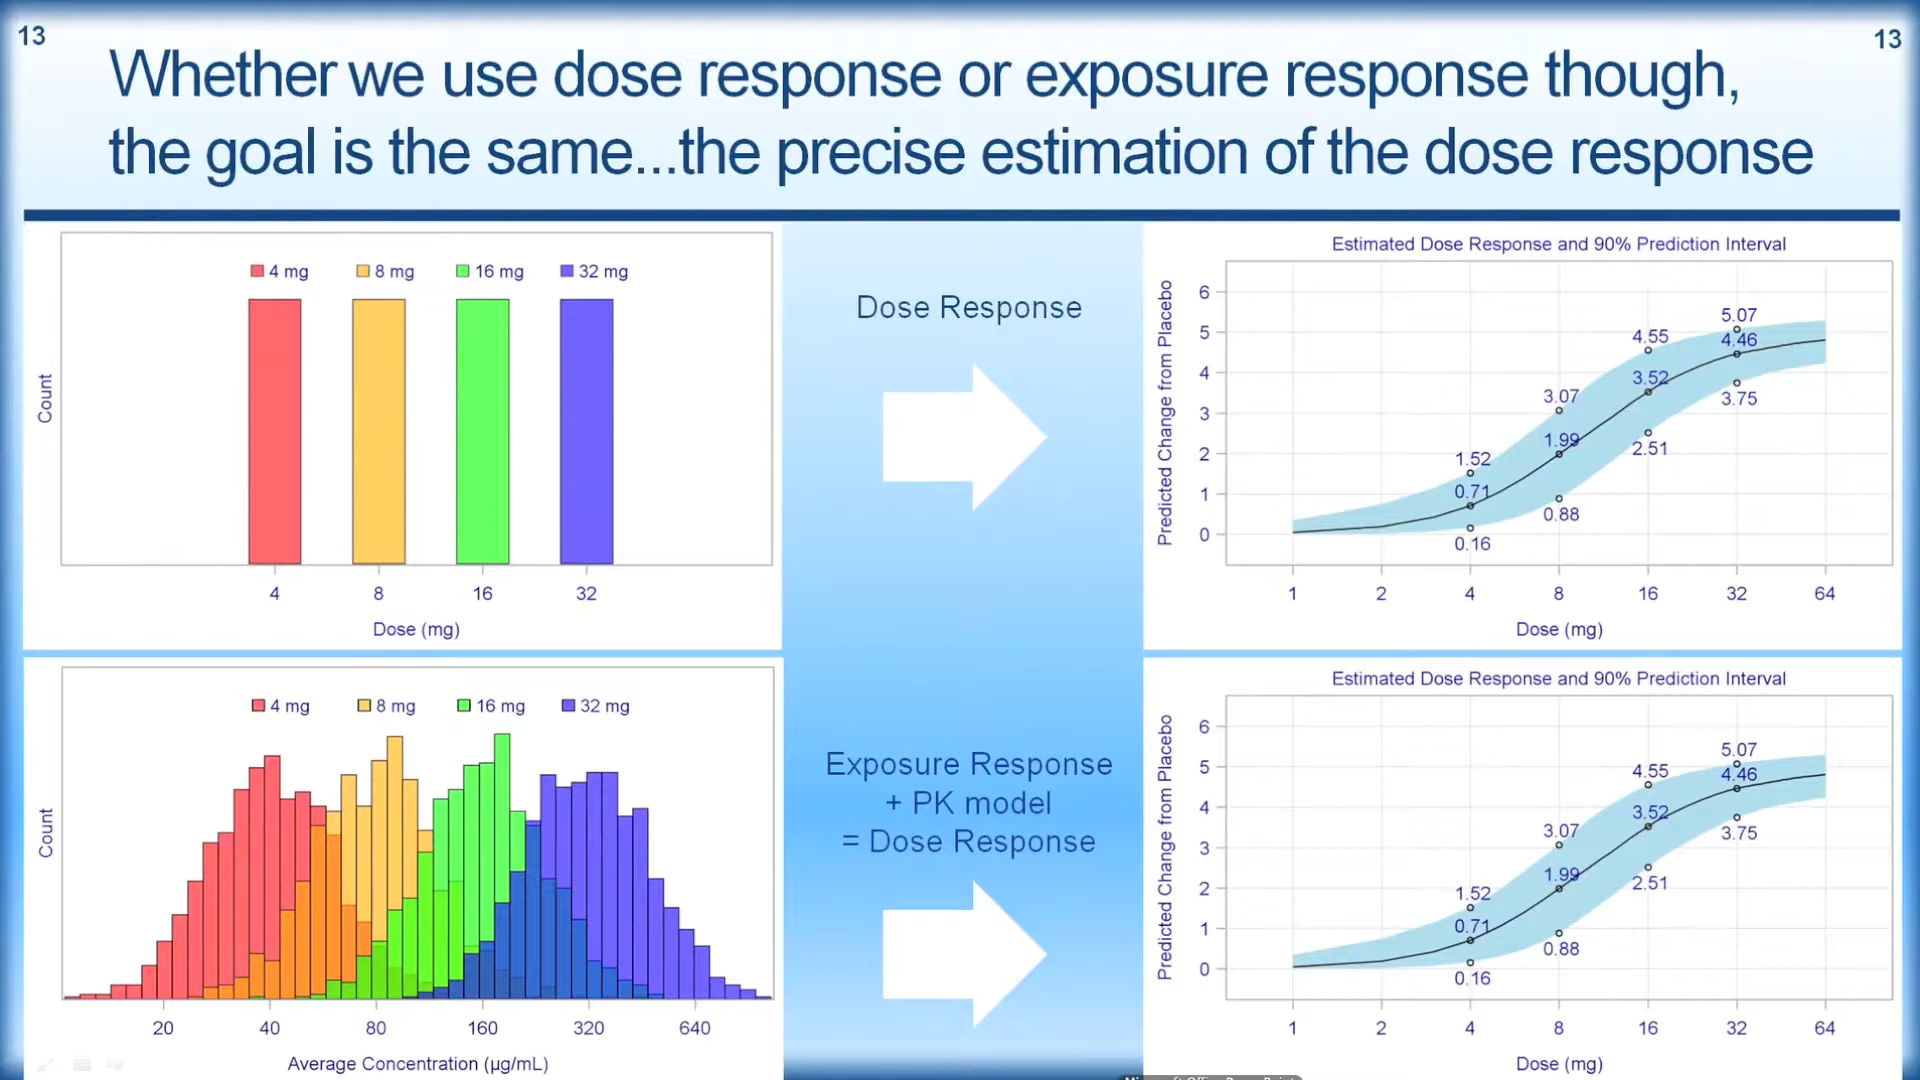 13
13
Whether we use dose response or exposure response though,
the goal is the same...the precise estimation of the dose response
4 mg 8 mg 16 mg 32 mg
Count
4 8 16 32
Dose (mg)
Dose Response
Estimated Dose Response and 90% Prediction Interval
Predicted Change from Placebo
6
5
4
3
2
1
0
5.07
4.55
4.46
3.52
3.75
3.07
1.99
2.51
1.52
0.71
0.88
0.16
1 2 4 8 16 32 64
Dose (mg)
4 mg 8 mg 16 mg 32 mg
Count
20 40 80 160 320 640
Average Concentration (µg/mL)
Exposure Response
+ PK model
= Dose Response
Estimated Dose Response and 90% Prediction Interval
Predicted Change from Placebo
6
5
4
3
2
1
0
5.07
4.55
4.46
3.52
3.75
3.07
1.99
2.51
1.52
0.71
0.88
0.16
1 2 4 8 16 32 64
Dose (mg)